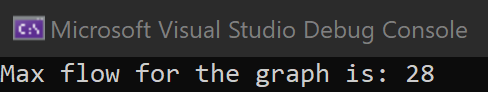 C:\ Microsoft Visual Studio Debug Console
Max flow for the graph is: 28